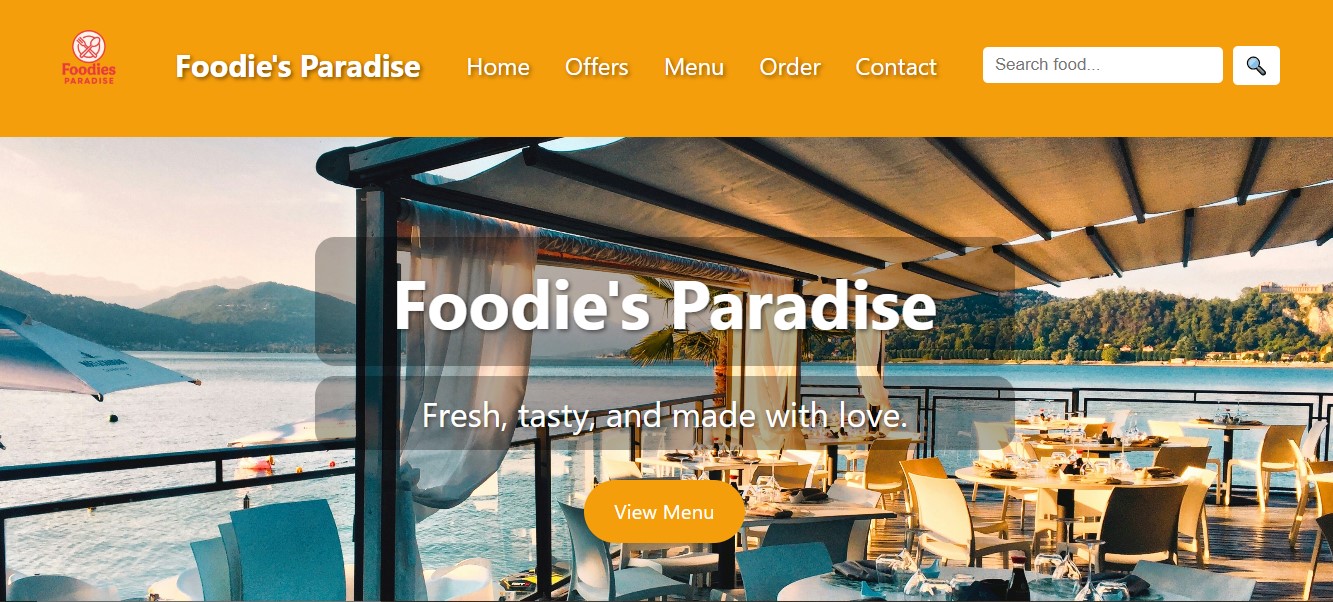 Foodies
PARADISE
Foodie's Paradise
Home
Offers
Menu
Order
Contact
Search food...
Foodie's Paradise
Fresh, tasty, and made with love.
View Menu